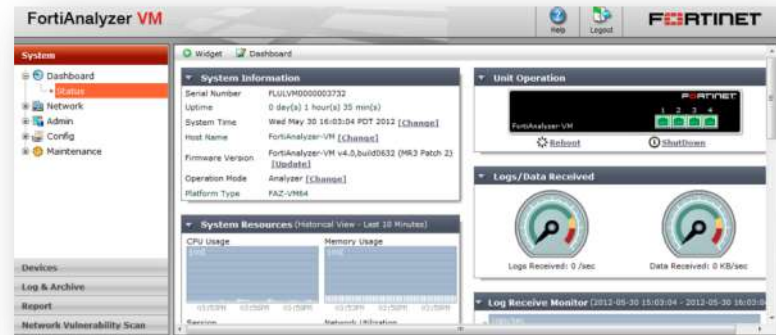 FortiAnalyzer VM
Help
Logout
FORTINET
System
Dashboard
Status
Network
Admin
Config
Maintenance
Devices
Log & Archive
Report
Network Vulnerability Scan
Widget Dashboard
System Information
Serial Number FLULVM0000003732
Uptime 0 day(s) 1 hour(s) 35 min(s)
System Time Wed May 30 16:03:04 PDT 2012 [Change]
Host Name FortiAnalyzer-VM [Change]
Firmware Version FortiAnalyzer-VM v4.0,build0632 (MR3 Patch 2)
[Update]
Operation Mode Analyzer [Change]
Platform Type FAZ-VM64
System Resources (Historical View - Last 10 Minutes)
CPU Usage Memory Usage
Session Network Utilization
Unit Operation
FORTINET
1 2 3 4
FortiAnalyzer-VM
Reboot ShutDown
Logs/Data Received
Logs Received: 0 /sec Data Received: 0 KB/sec
Log Receive Monitor (2012-05-30 15:03:04 - 2012-05-30 16:03:0